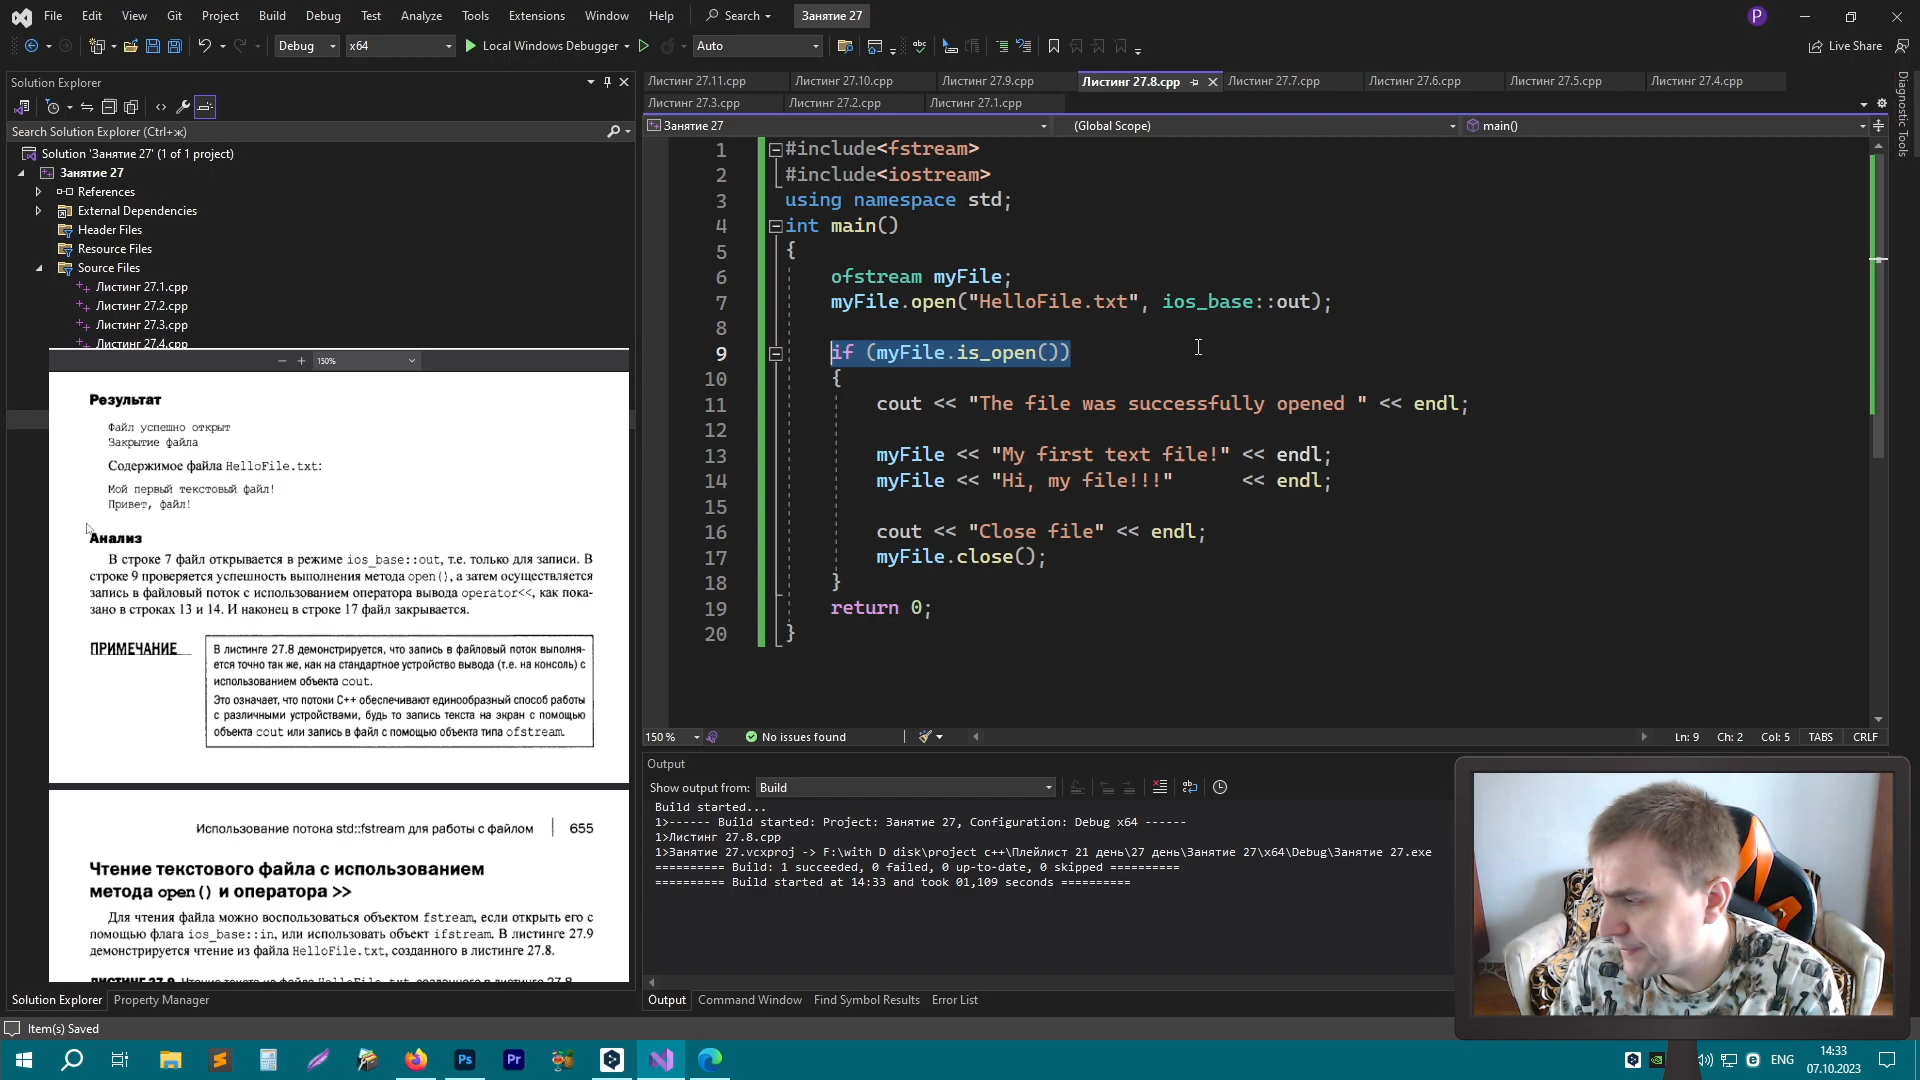 File Edit View Git Project Build Debug Test Analyze Tools Extensions Window Help Search Занятие 27 P
Debug x64 Local Windows Debugger Auto Live Share
Solution Explorer
Search Solution Explorer (Ctrl+ж)
Solution 'Занятие 27' (1 of 1 project)
Занятие 27
References
External Dependencies
Header Files
Resource Files
Source Files
Листинг 27.1.cpp
Листинг 27.2.cpp
Листинг 27.3.cpp
Листинг 27.4.cpp
150%
Результат
Файл успешно открыт
Закрытие файла
Содержимое файла HelloFile.txt:
Мой первый текстовый файл!
Привет, файл!
Анализ
В строке 7 файл открывается в режиме ios_base::out, т.е. только для записи. В
строке 9 проверяется успешность выполнения метода open(), а затем осуществляется
запись в файловый поток с использованием оператора вывода operator<<, как пока-
зано в строках 13 и 14. И наконец в строке 17 файл закрывается.
ПРИМЕЧАНИЕ
В листинге 27.8 демонстрируется, что запись в файловый поток выполня-
ется точно так же, как на стандартное устройство вывода (т.е. на консоль) с
использованием объекта cout.
Это означает, что потоки C++ обеспечивают единообразный способ работы
с различными устройствами, будь то запись текста на экран с помощью
объекта cout или запись в файл с помощью объекта типа ofstream.
Использование потока std::fstream для работы с файлом 655
Чтение текстового файла с использованием
метода open() и оператора >>
Для чтения файла можно воспользоваться объектом fstream, если открыть его с
помощью флага ios_base::in, или использовать объект ifstream. В листинге 27.9
демонстрируется чтение из файла HelloFile.txt, созданного в листинге 27.8.
Solution Explorer Property Manager
Листинг 27.11.cpp Листинг 27.10.cpp Листинг 27.9.cpp Листинг 27.8.cpp Листинг 27.7.cpp Листинг 27.6.cpp Листинг 27.5.cpp Листинг 27.4.cpp
Листинг 27.3.cpp Листинг 27.2.cpp Листинг 27.1.cpp
Занятие 27 (Global Scope) main()
1 #include<fstream>
2 #include<iostream>
3 using namespace std;
4 int main()
5 {
6 ofstream myFile;
7 myFile.open("HelloFile.txt", ios_base::out);
8
9 if (myFile.is_open())
10 {
11 cout << "The file was successfully opened " << endl;
12
13 myFile << "My first text file!" << endl;
14 myFile << "Hi, my file!!!" << endl;
15
16 cout << "Close file" << endl;
17 myFile.close();
18 }
19 return 0;
20 }
150 % No issues found Ln: 9 Ch: 2 Col: 5 TABS CRLF
Output
Show output from: Build
Build started...
1>------ Build started: Project: Занятие 27, Configuration: Debug x64 ------
1>Листинг 27.8.cpp
1>Занятие 27.vcxproj -> F:\with D disk\project c++\Плейлист 21 день\27 день\Занятие 27\x64\Debug\Занятие 27.exe
========== Build: 1 succeeded, 0 failed, 0 up-to-date, 0 skipped ==========
========== Build started at 14:33 and took 01,109 seconds ==========
Output Command Window Find Symbol Results Error List
Diagnostic Tools
Item(s) Saved
Ps Pr ENG 14:33
07.10.2023